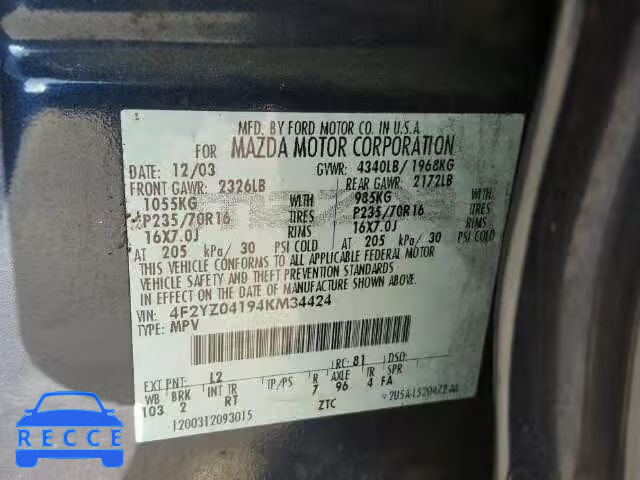 MFD. BY FORD MOTOR CO. IN U.S.A.
FOR MAZDA MOTOR CORPORATION
DATE: 12/03 GVWR: 4340LB/ 1968KG
FRONT GAWR: 2326LB REAR GAWR: 2172LB
1055KG WITH 985KG WITH
P235/70R16 TIRES P235/70R16 TIRES
16X7.0J RIMS 16X7.0J RIMS
AT 205 kPa/ 30 PSI COLD AT 205 kPa/ 30 PSI COLD
THIS VEHICLE CONFORMS TO ALL APPLICABLE FEDERAL MOTOR
VEHICLE SAFETY AND THEFT PREVENTION STANDARDS
IN EFFECT ON THE DATE OF MANUFACTURE SHOWN ABOVE.
VIN: 4F2YZ04194KM34424
TYPE: MPV
EXT PNT: L2 RC: 81 DSO:
WB BRK INT TR TP/PS R AXLE TR SPR
103 2 RT 7 96 4 FA
1200312093015 ZTC
RECCE